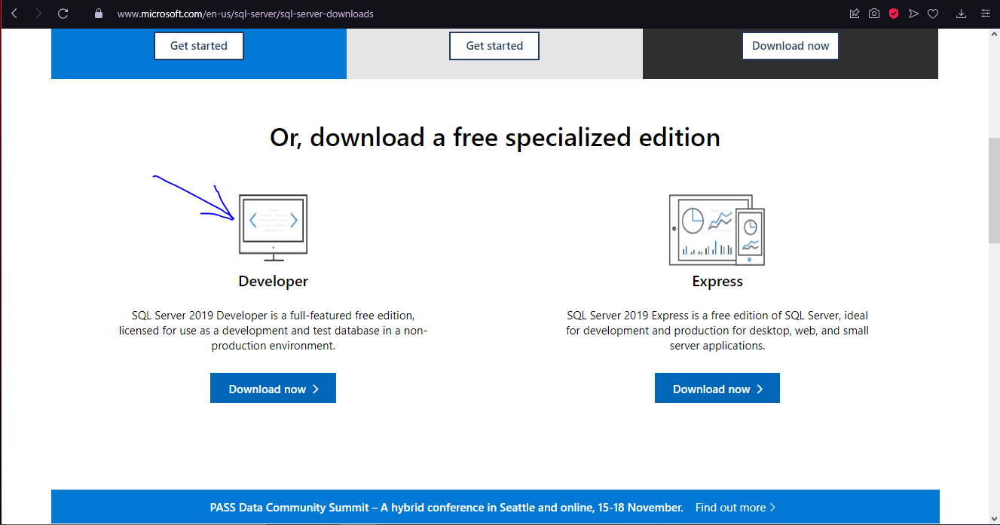 www.microsoft.com/en-us/sql-server/sql-server-downloads
Get started
Get started
Download now
Or, download a free specialized edition
Developer
SQL Server 2019 Developer is a full-featured free edition,
licensed for use as a development and test database in a non-
production environment.
Download now
Express
SQL Server 2019 Express is a free edition of SQL Server, ideal
for development and production for desktop, web, and small
server applications.
Download now
PASS Data Community Summit – A hybrid conference in Seattle and online, 15-18 November. Find out more